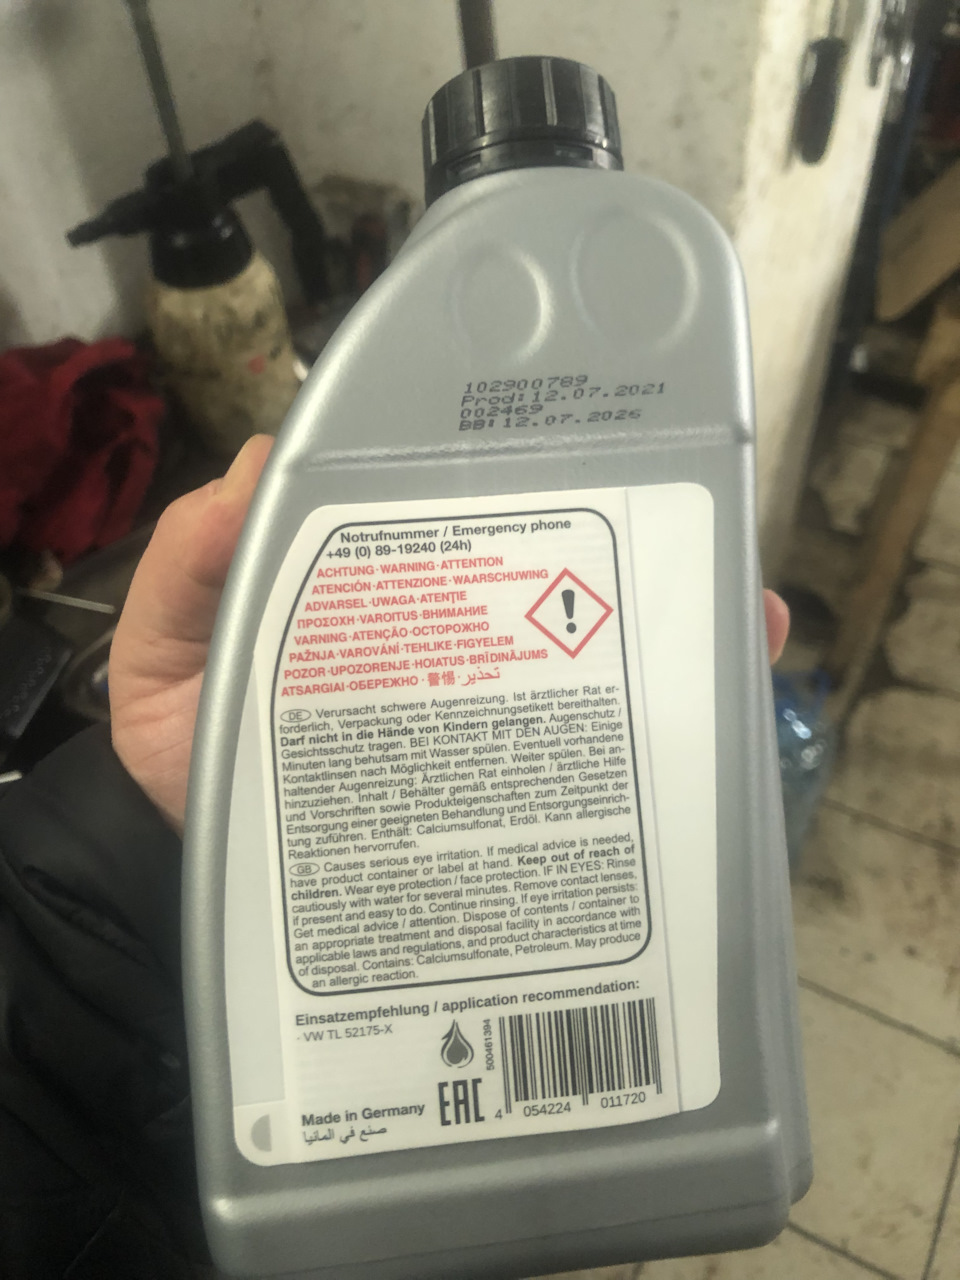 102900789
Prod:12.07.2021
002469
BB:12.07.2026
Notrufnummer / Emergency phone
+49 (0) 89-19240 (24h)
ACHTUNG·WARNING·ATTENTION
ATENCIÓN·ATTENZIONE·WAARSCHUWING
ADVARSEL·UWAGA·ATENŢIE
ΠΡΟΣΟΧΗ·VAROITUS·ВНИМАНИЕ
VARNING·ATENÇÃO·ОСТОРОЖНО
PAŽNJA·VAROVÁNÍ·TEHLIKE·FIGYELEM
POZOR·UPOZORENJE·HOIATUS·BRĪDINĀJUMS
ATSARGIAI·ОБЕРЕЖНО·警惕·تحذير
DE Verursacht schwere Augenreizung. Ist ärztlicher Rat er-
forderlich, Verpackung oder Kennzeichnungsetikett bereithalten.
Darf nicht in die Hände von Kindern gelangen. Augenschutz /
Gesichtsschutz tragen. BEI KONTAKT MIT DEN AUGEN: Einige
Minuten lang behutsam mit Wasser spülen. Eventuell vorhandene
Kontaktlinsen nach Möglichkeit entfernen. Weiter spülen. Bei an-
haltender Augenreizung: Ärztlichen Rat einholen / ärztliche Hilfe
hinzuziehen. Inhalt / Behälter gemäß entsprechenden Gesetzen
und Vorschriften sowie Produkteigenschaften zum Zeitpunkt der
Entsorgung einer geeigneten Behandlung und Entsorgungseinrich-
tung zuführen. Enthält: Calciumsulfonat, Erdöl. Kann allergische
Reaktionen hervorrufen.
GB Causes serious eye irritation. If medical advice is needed,
have product container or label at hand. Keep out of reach of
children. Wear eye protection / face protection. IF IN EYES: Rinse
cautiously with water for several minutes. Remove contact lenses,
if present and easy to do. Continue rinsing. If eye irritation persists:
Get medical advice / attention. Dispose of contents / container to
an appropriate treatment and disposal facility in accordance with
applicable laws and regulations, and product characteristics at time
of disposal. Contains: Calciumsulfonate, Petroleum. May produce
an allergic reaction.
Einsatzempfehlung / application recommendation:
- VW TL 52175-X
500461394
EAC
Made in Germany
صنع في المانيا
4 054224 011720